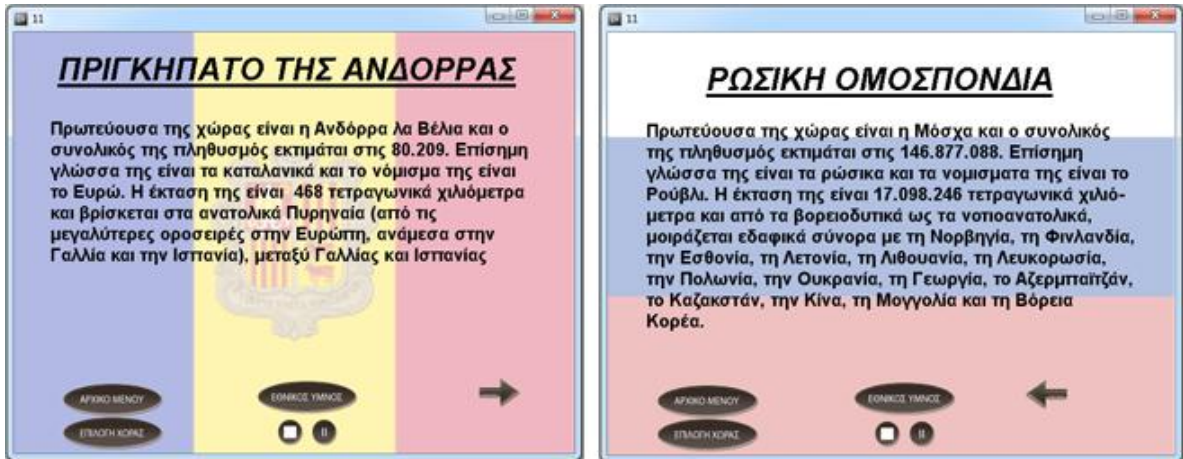 11
ΠΡΙΓΚΗΠΑΤΟ ΤΗΣ ΑΝΔΟΡΡΑΣ
Πρωτεύουσα της χώρας είναι η Ανδόρρα λα Βέλια και ο
συνολικός της πληθυσμός εκτιμάται στις 80.209. Επίσημη
γλώσσα της είναι τα καταλανικά και το νόμισμα της είναι
το Ευρώ. Η έκταση της είναι 468 τετραγωνικά χιλιόμετρα
και βρίσκεται στα ανατολικά Πυρηναία (από τις
μεγαλύτερες οροσειρές στην Ευρώπη, ανάμεσα στην
Γαλλία και την Ισπανία), μεταξύ Γαλλίας και Ισπανίας
ΑΡΧΙΚΟ ΜΕΝΟΥ
ΕΘΝΙΚΟΣ ΥΜΝΟΣ
ΕΠΙΛΟΓΗ ΧΩΡΑΣ
11
ΡΩΣΙΚΗ ΟΜΟΣΠΟΝΔΙΑ
Πρωτεύουσα της χώρας είναι η Μόσχα και ο συνολικός
της πληθυσμός εκτιμάται στις 146.877.088. Επίσημη
γλώσσα της είναι τα ρώσικα και τα νομισματα της είναι το
Ρούβλι. Η έκταση της είναι 17.098.246 τετραγωνικά χιλιό-
μετρα και από τα βορειοδυτικά ως τα νοτιοανατολικά,
μοιράζεται εδαφικά σύνορα με τη Νορβηγία, τη Φινλανδία,
την Εσθονία, τη Λετονία, τη Λιθουανία, τη Λευκορωσία,
την Πολωνία, την Ουκρανία, τη Γεωργία, το Αζερμπαϊτζάν,
το Καζακστάν, την Κίνα, τη Μογγολία και τη Βόρεια
Κορέα.
ΑΡΧΙΚΟ ΜΕΝΟΥ
ΕΘΝΙΚΟΣ ΥΜΝΟΣ
ΕΠΙΛΟΓΗ ΧΩΡΑΣ